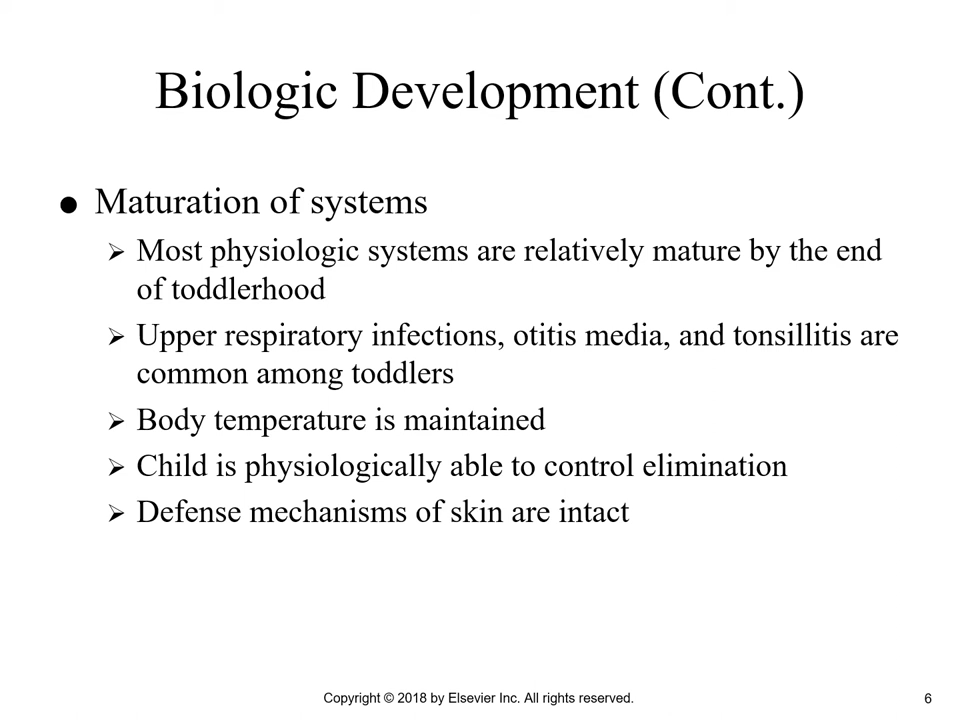 Biologic Development (Cont.)
● Maturation of systems
➢ Most physiologic systems are relatively mature by the end
of toddlerhood
➢ Upper respiratory infections, otitis media, and tonsillitis are
common among toddlers
➢ Body temperature is maintained
➢ Child is physiologically able to control elimination
➢ Defense mechanisms of skin are intact
Copyright © 2018 by Elsevier Inc. All rights reserved.
6